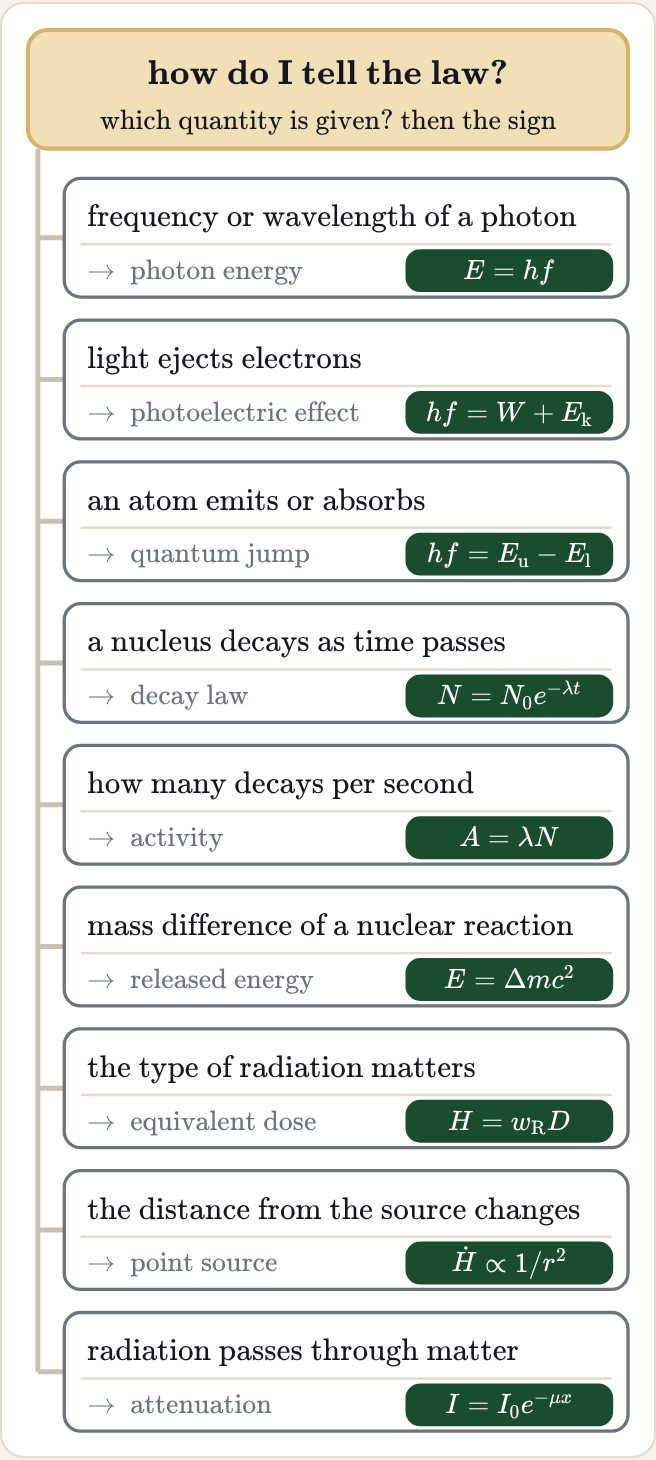 how do I tell the law?
which quantity is given? then the sign
frequency or wavelength of a photon
→ photon energy E = hf
light ejects electrons
→ photoelectric effect hf = W + E_k
an atom emits or absorbs
→ quantum jump hf = E_u − E_l
a nucleus decays as time passes
→ decay law N = N_0e^{−λt}
how many decays per second
→ activity A = λN
mass difference of a nuclear reaction
→ released energy E = Δmc²
the type of radiation matters
→ equivalent dose H = w_R D
the distance from the source changes
→ point source Ḣ ∝ 1/r²
radiation passes through matter
→ attenuation I = I_0e^{−μx}